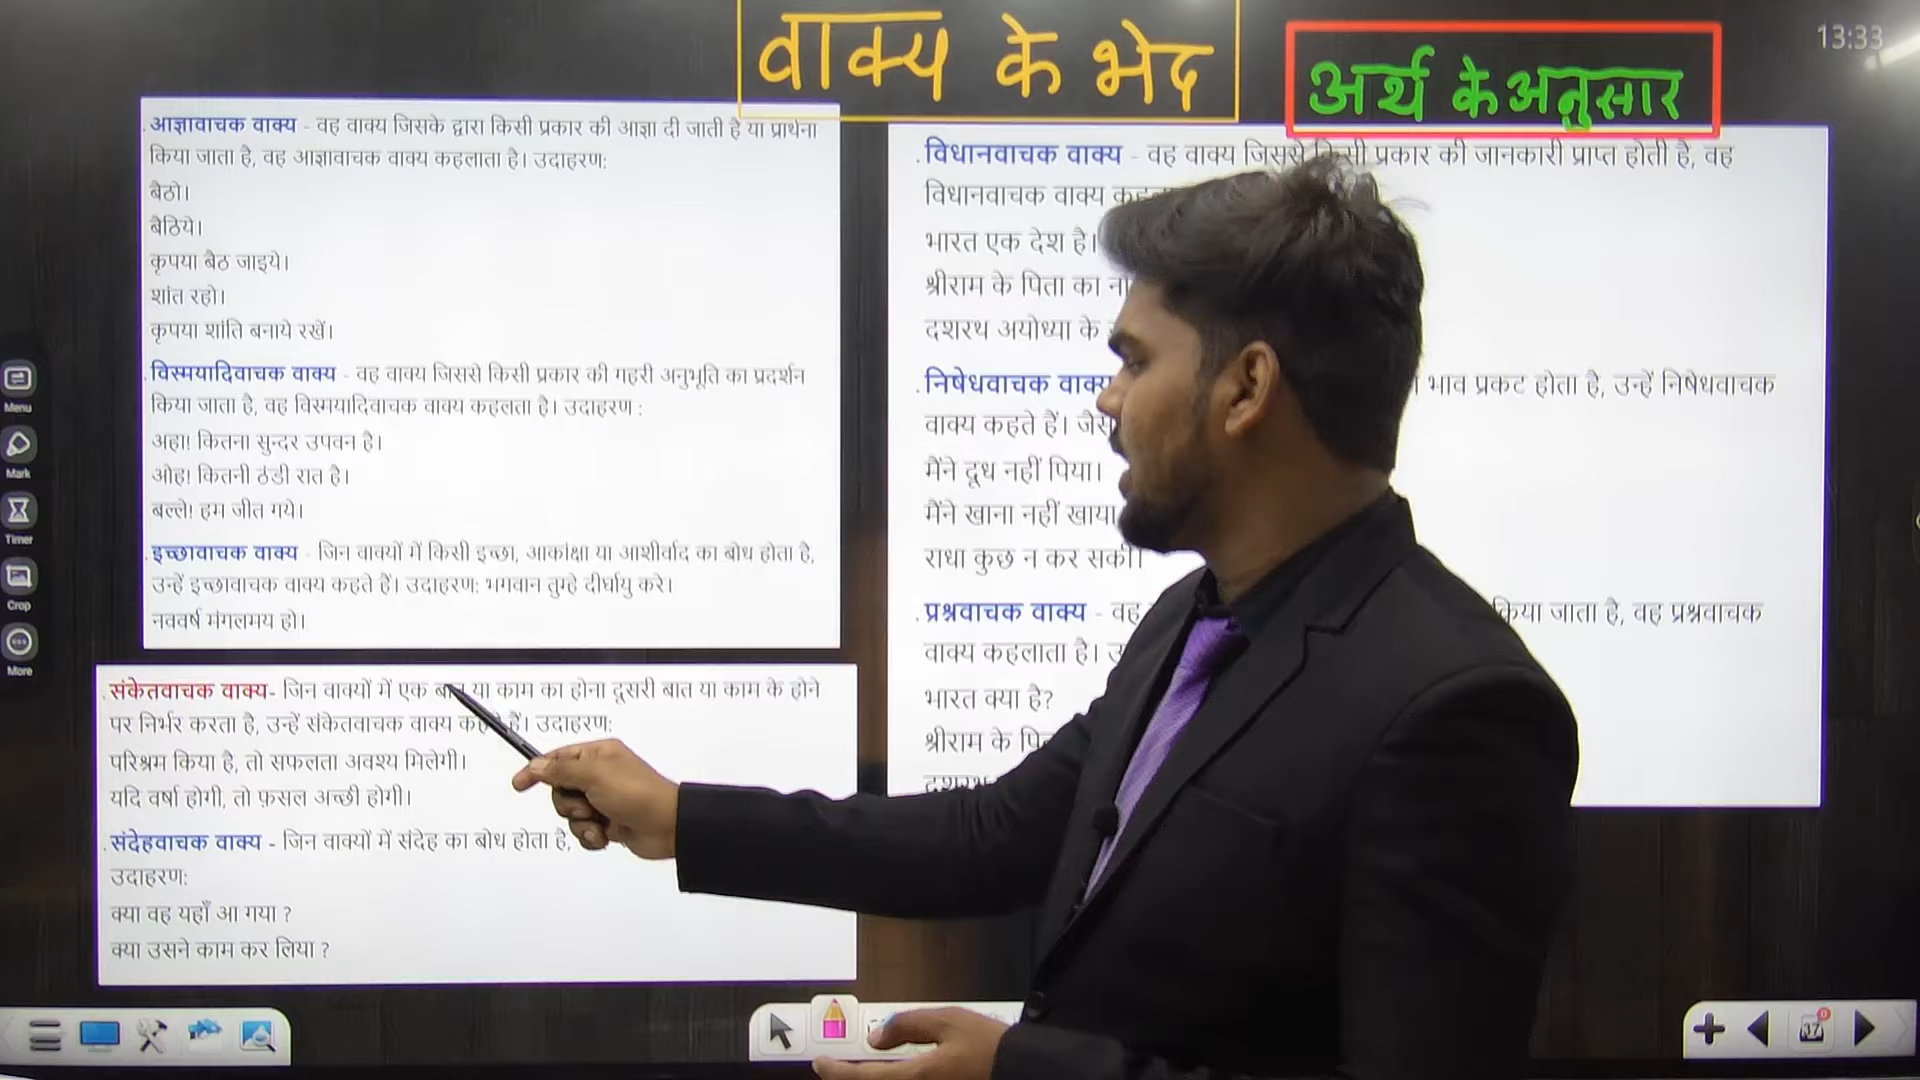 वाक्य के भेद
अर्थ के अनुसार
13:33
आज्ञावाचक वाक्य - वह वाक्य जिसके द्वारा किसी प्रकार की आज्ञा दी जाती है या प्रार्थना
किया जाता है, वह आज्ञावाचक वाक्य कहलाता है। उदाहरण:
बैठो।
बैठिये।
कृपया बैठ जाइये।
शांत रहो।
कृपया शांति बनाये रखें।
विस्मयादिवाचक वाक्य - वह वाक्य जिससे किसी प्रकार की गहरी अनुभूति का प्रदर्शन
किया जाता है, वह विस्मयादिवाचक वाक्य कहलता है। उदाहरण :
अहा! कितना सुन्दर उपवन है।
ओह! कितनी ठंडी रात है।
बल्ले! हम जीत गये।
इच्छावाचक वाक्य - जिन वाक्यों में किसी इच्छा, आकांक्षा या आशीर्वाद का बोध होता है,
उन्हें इच्छावाचक वाक्य कहते हैं। उदाहरण: भगवान तुम्हे दीर्घायु करे।
नववर्ष मंगलमय हो।
संकेतवाचक वाक्य- जिन वाक्यों में एक बात या काम का होना दूसरी बात या काम के होने
पर निर्भर करता है, उन्हें संकेतवाचक वाक्य कहते हैं। उदाहरण:
परिश्रम किया है, तो सफलता अवश्य मिलेगी।
यदि वर्षा होगी, तो फ़सल अच्छी होगी।
संदेहवाचक वाक्य - जिन वाक्यों में संदेह का बोध होता है,
उदाहरण:
क्या वह यहाँ आ गया ?
क्या उसने काम कर लिया ?
विधानवाचक वाक्य - वह वाक्य जिससे किसी प्रकार की जानकारी प्राप्त होती है, वह
विधानवाचक वाक्य
भारत एक देश है।
श्रीराम के पिता का
दशरथ अयोध्या के
निषेधवाचक वाक्य भाव प्रकट होता है, उन्हें निषेधवाचक
वाक्य कहते हैं।
मैंने दूध नहीं पिया।
मैंने खाना नहीं खाया
राधा कुछ न कर सकी।
प्रश्नवाचक वाक्य - वह किया जाता है, वह प्रश्नवाचक
वाक्य कहलाता है।
भारत क्या है?
श्रीराम के
Menu
Mark
Timer
Crop
More
37
0